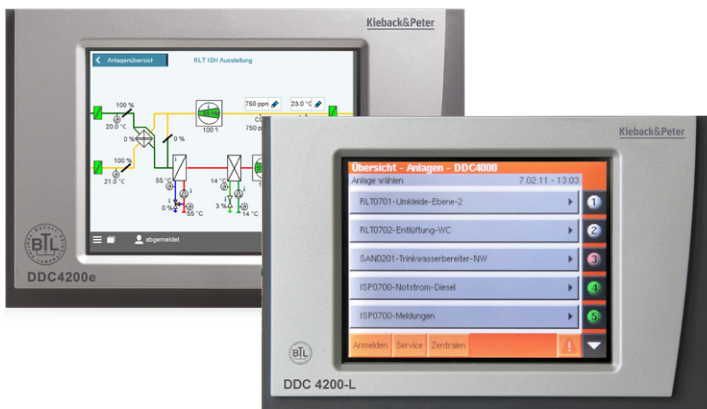 Kieback&Peter
Anlagenübersicht
RLT ISH Ausstellung
100 %
20.0 °C
0 %
0 %
100 %
750 ppm
23.0 °C
100 %
21.0 °C
55 °C
14 °C
0 %
55 °C
3 %
14 °C
abgemeldet
BTL
DDC4200e
Kieback&Peter
Übersicht - Anlagen - DDC4000
Anlage wählen 7.02.11 - 13:03
RLT0701-Umkleide-Ebene-2 1
RLT0702-Entlüftung-WC 2
SAN0201-Trinkwasserbereiter-NW 3
ISP0700-Notstrom-Diesel 4
ISP0700-Meldungen 5
Anmelden Service Zentralen
BTL
DDC 4200-L